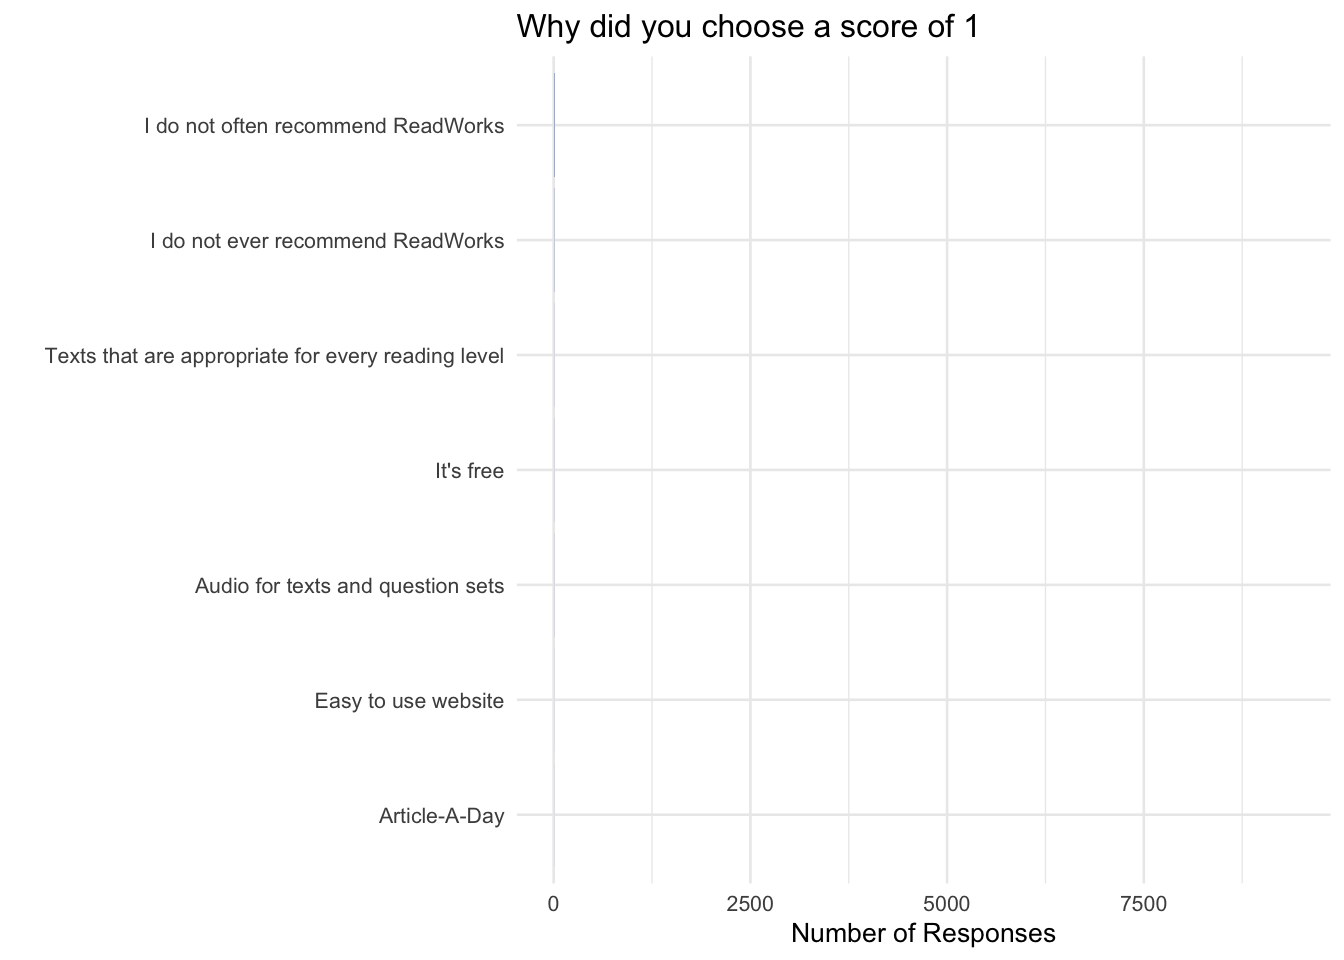 Why did you choose a score of 1
I do not often recommend ReadWorks
I do not ever recommend ReadWorks
Texts that are appropriate for every reading level
It's free
Audio for texts and question sets
Easy to use website
Article-A-Day
0 2500 5000 7500
Number of Responses